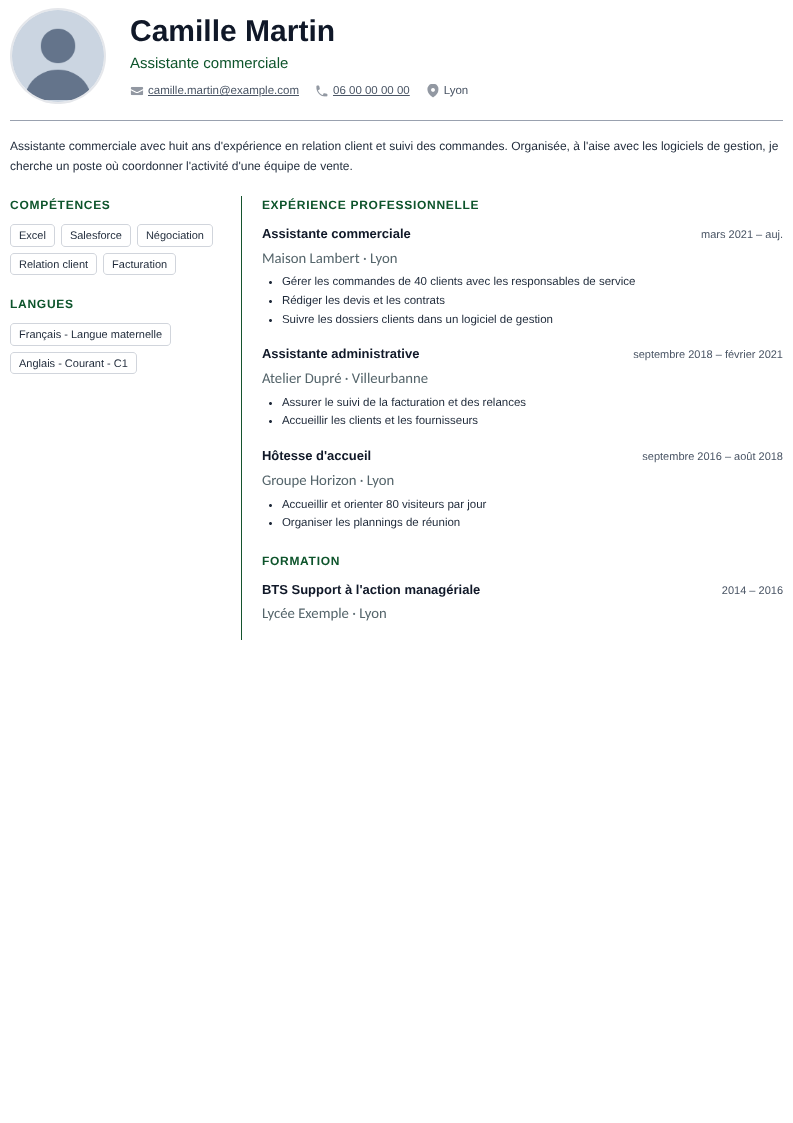 Camille Martin
Assistante commerciale
camille.martin@example.com 06 00 00 00 00 Lyon
Assistante commerciale avec huit ans d'expérience en relation client et suivi des commandes. Organisée, à l'aise avec les logiciels de gestion, je
cherche un poste où coordonner l'activité d'une équipe de vente.
COMPÉTENCES
Excel Salesforce Négociation
Relation client Facturation
LANGUES
Français - Langue maternelle
Anglais - Courant - C1
EXPÉRIENCE PROFESSIONNELLE
Assistante commerciale mars 2021 – auj.
Maison Lambert · Lyon
• Gérer les commandes de 40 clients avec les responsables de service
• Rédiger les devis et les contrats
• Suivre les dossiers clients dans un logiciel de gestion
Assistante administrative septembre 2018 – février 2021
Atelier Dupré · Villeurbanne
• Assurer le suivi de la facturation et des relances
• Accueillir les clients et les fournisseurs
Hôtesse d'accueil septembre 2016 – août 2018
Groupe Horizon · Lyon
• Accueillir et orienter 80 visiteurs par jour
• Organiser les plannings de réunion
FORMATION
BTS Support à l'action managériale 2014 – 2016
Lycée Exemple · Lyon